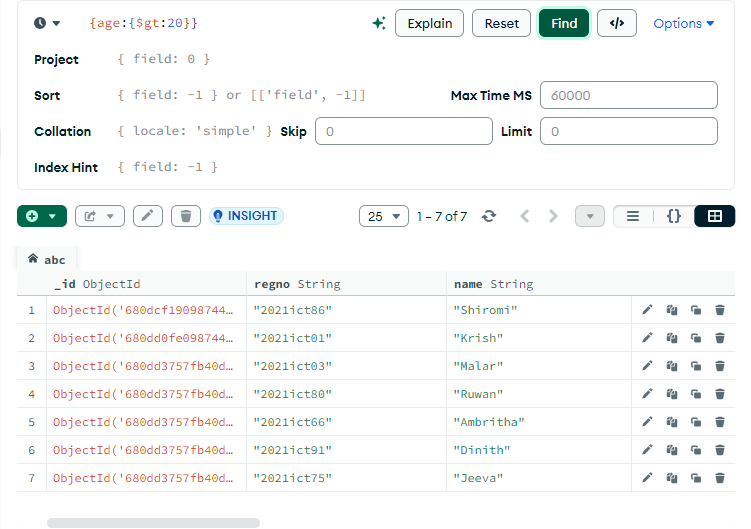 {age:{$gt:20}} Explain Reset Find </> Options
Project { field: 0 }
Sort { field: -1 } or [['field', -1]] Max Time MS 60000
Collation { locale: 'simple' } Skip 0 Limit 0
Index Hint { field: -1 }
INSIGHT 25 1 – 7 of 7 {}
abc
_id ObjectId regno String name String
1 ObjectId('680dcf19098744… "2021ict86" "Shiromi"
2 ObjectId('680dd0fe098744… "2021ict01" "Krish"
3 ObjectId('680dd3757fb40d… "2021ict03" "Malar"
4 ObjectId('680dd3757fb40d… "2021ict80" "Ruwan"
5 ObjectId('680dd3757fb40d… "2021ict66" "Ambritha"
6 ObjectId('680dd3757fb40d… "2021ict91" "Dinith"
7 ObjectId('680dd3757fb40d… "2021ict75" "Jeeva"